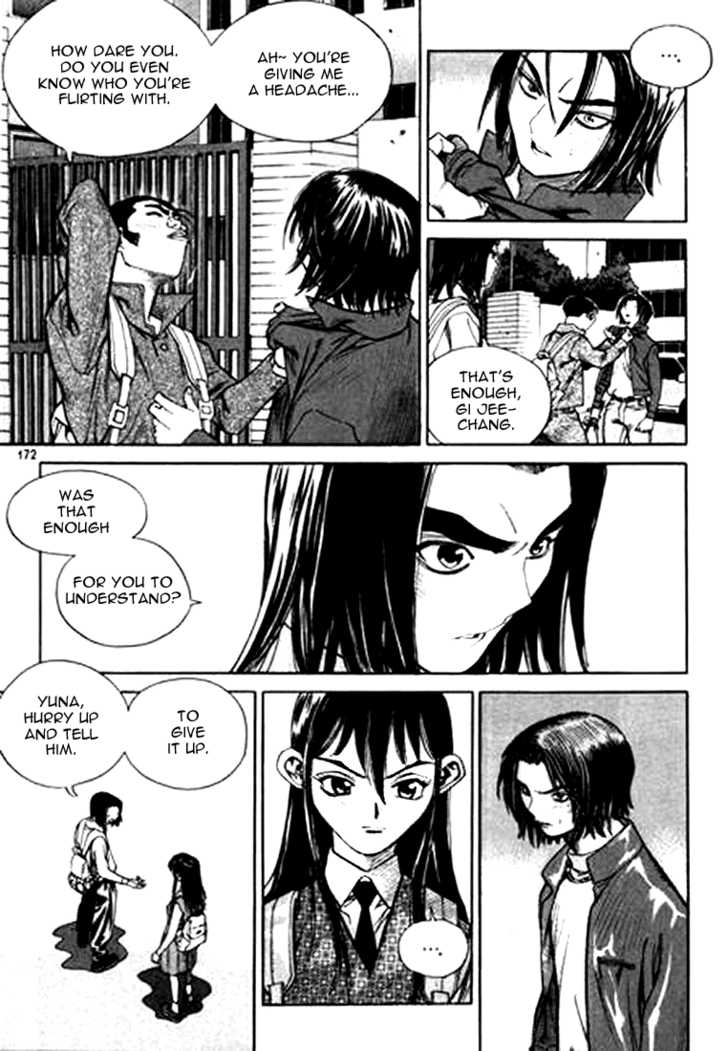 HOW DARE YOU.
DO YOU EVEN
KNOW WHO YOU'RE
FLIRTING WITH.
AH~ YOU'RE
GIVING ME
A HEADACHE...
....
THAT'S
ENOUGH,
GI JEE-
CHANG.
172
WAS
THAT
ENOUGH
FOR YOU TO
UNDERSTAND?
YUNA,
HURRY UP
AND TELL
HIM.
TO
GIVE
IT UP.
....